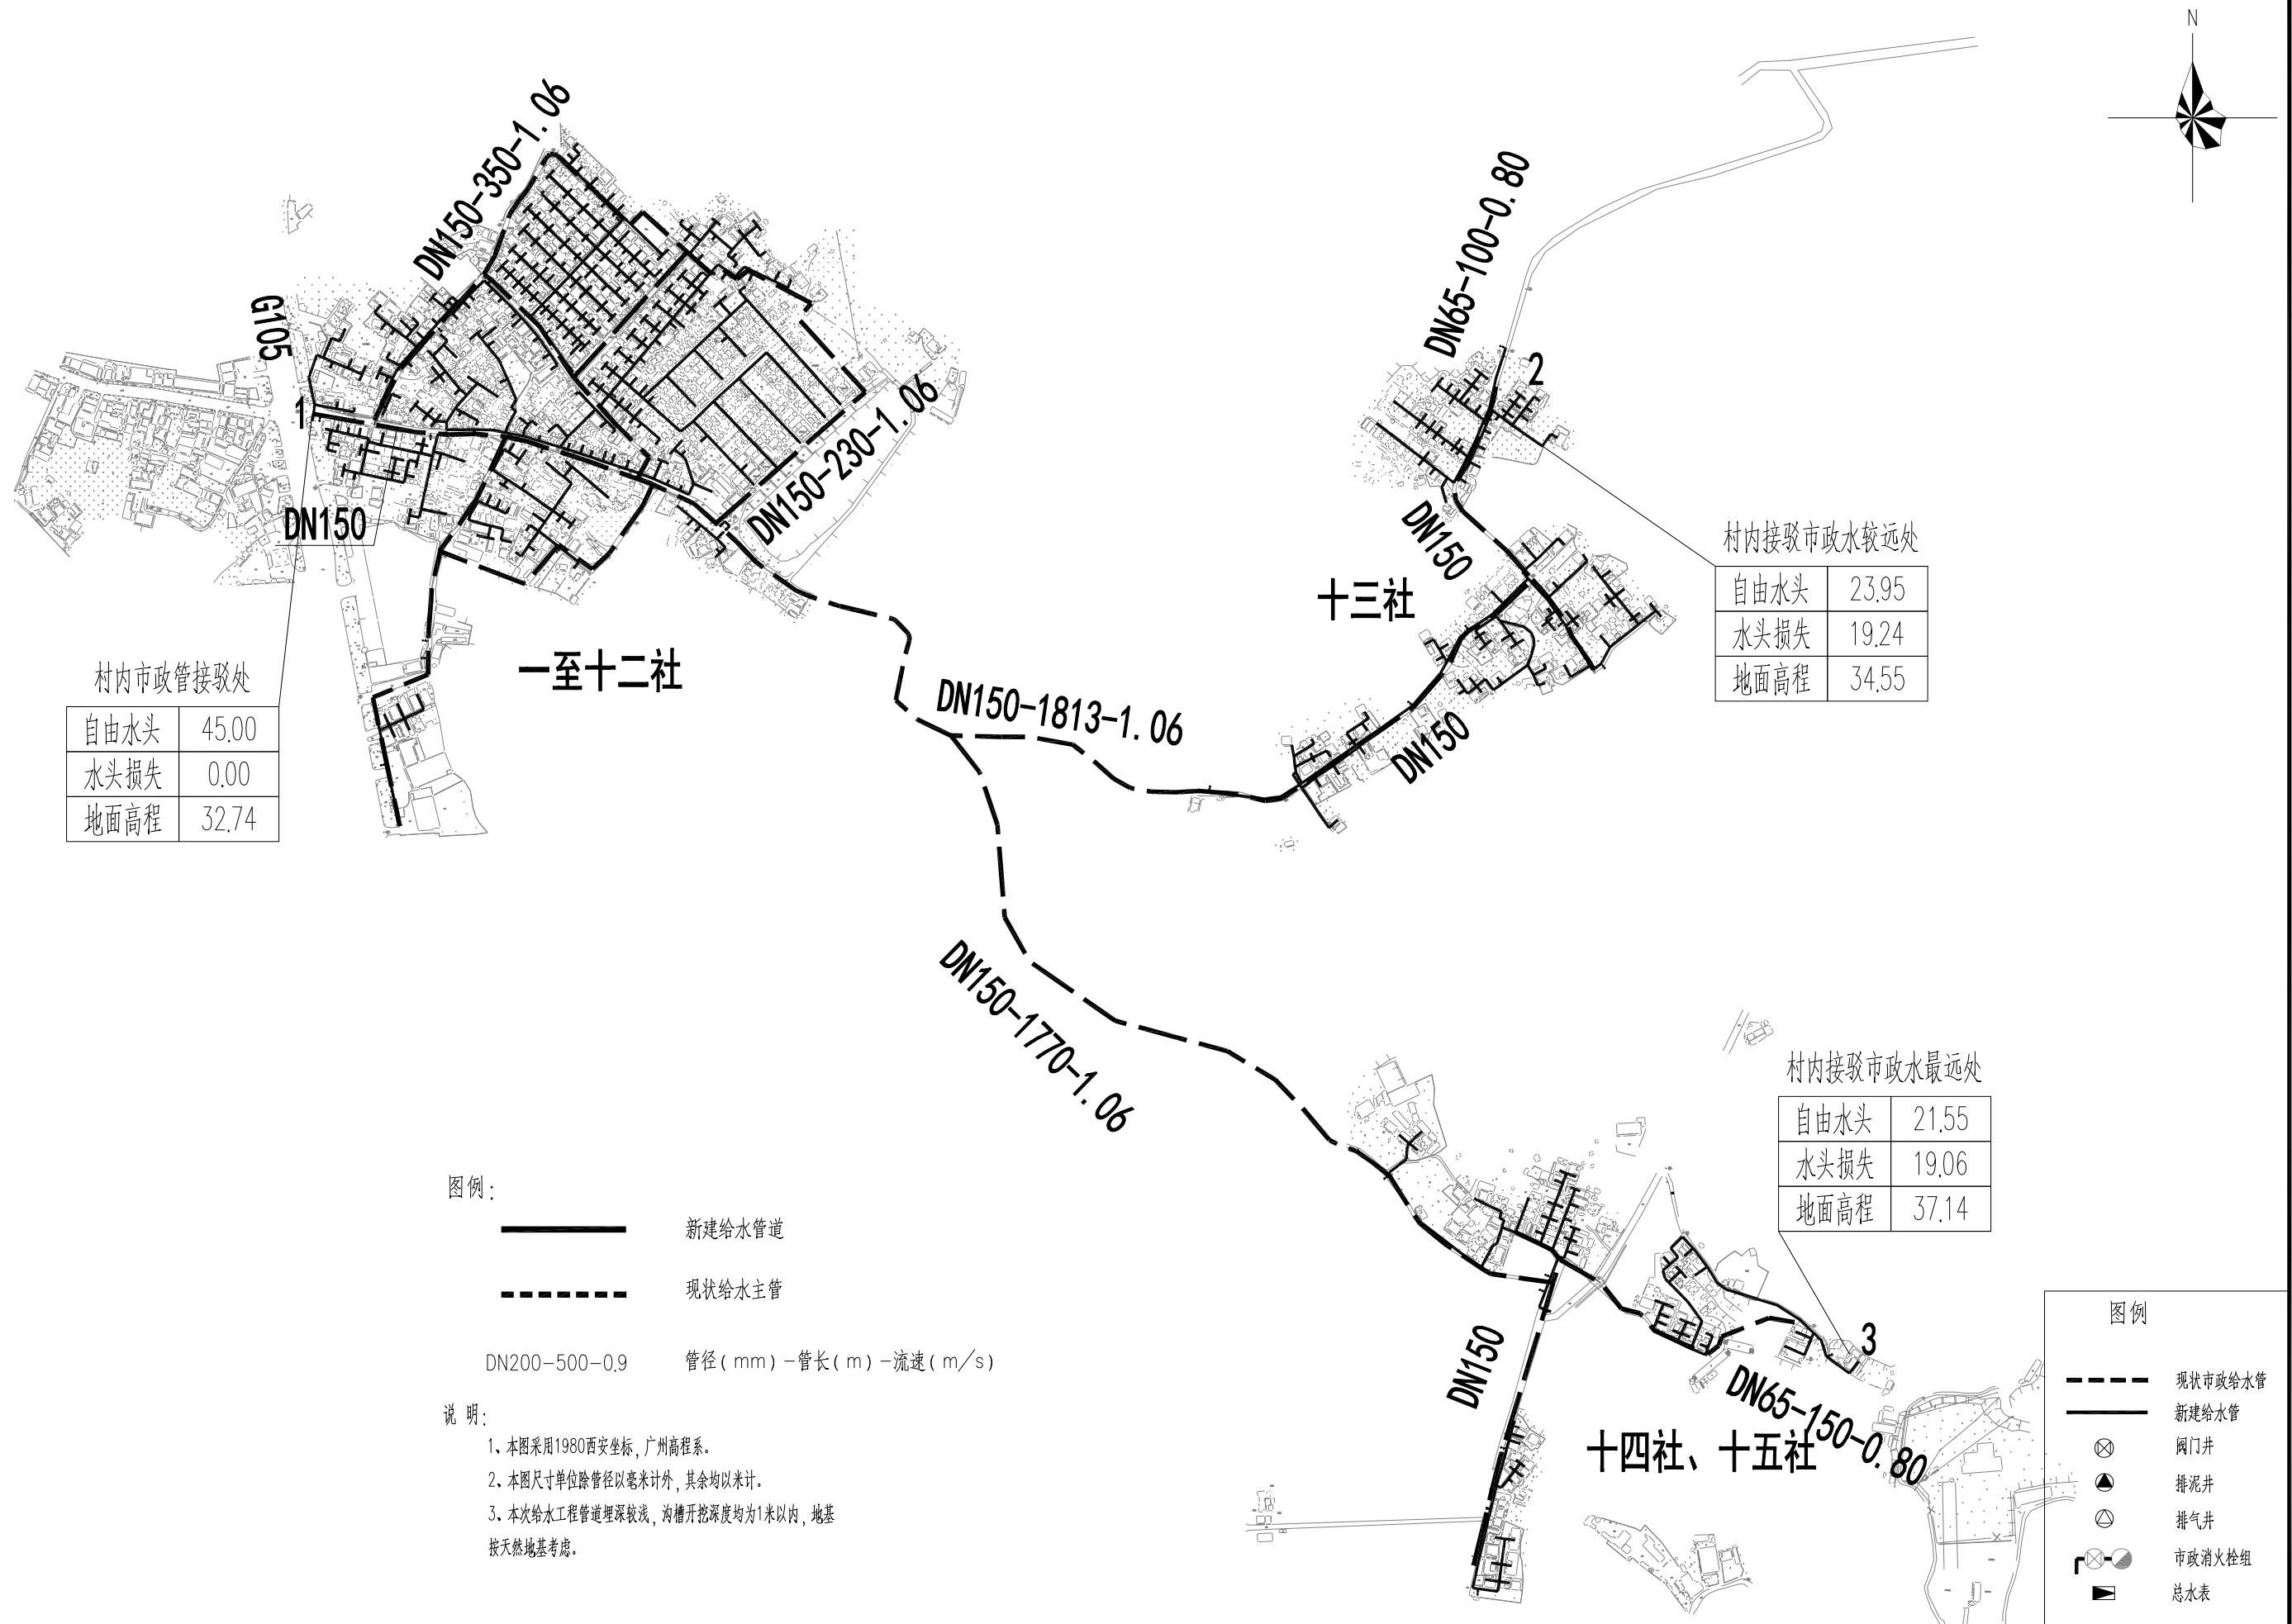 N
DN150-350-1.06
G105
1
DN150
DN150-230-1.06
一至十二社
村内市政管接驳处
自由水头 45.00
水头损失 0.00
地面高程 32.74
DN65-100-0.80
2
DN150
十三社
DN150
DN150-1813-1.06
村内接驳市政水较远处
自由水头 23.95
水头损失 19.24
地面高程 34.55
DN150-1770-1.06
村内接驳市政水最远处
自由水头 21.55
水头损失 19.06
地面高程 37.14
3
DN150
DN65-150-0.80
十四社、十五社
图例：
新建给水管道
现状给水主管
DN200-500-0.9 管径(mm)-管长(m)-流速(m/s)
说 明：
1、本图采用1980西安坐标，广州高程系。
2、本图尺寸单位除管径以毫米计外，其余均以米计。
3、本次给水工程管道埋深较浅，沟槽开挖深度均为1米以内，地基
按天然地基考虑。
图例
现状市政给水管
新建给水管
阀门井
排泥井
排气井
市政消火栓组
总水表